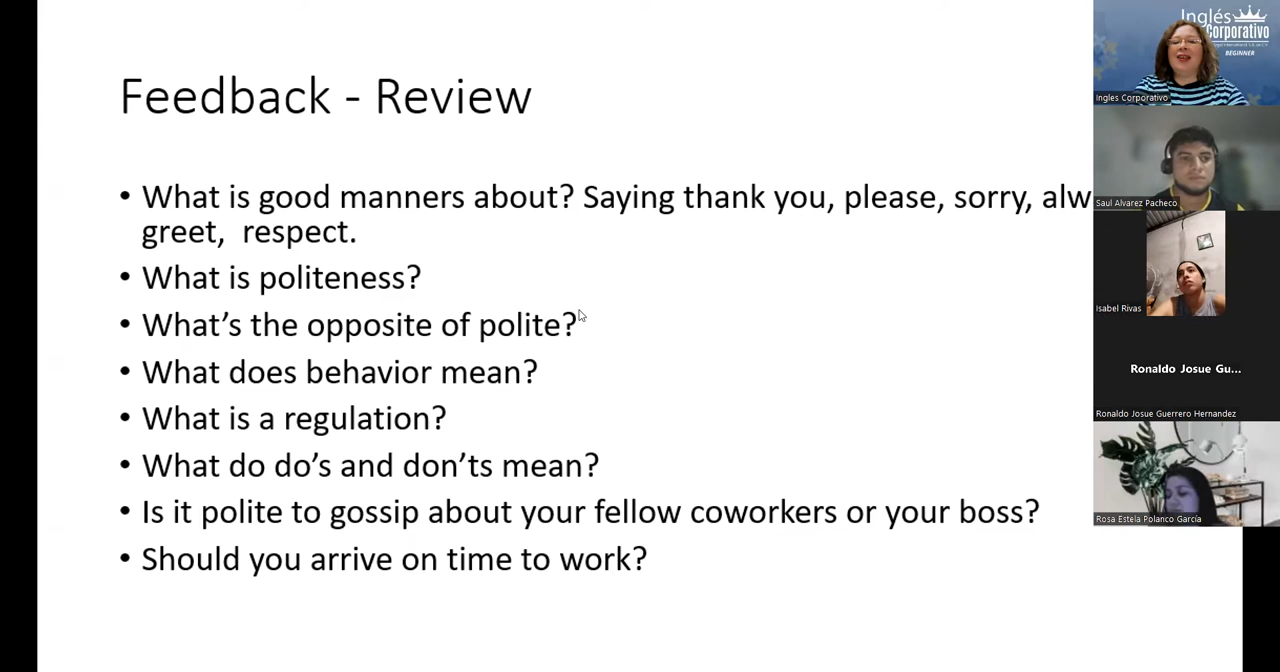 Feedback - Review
• What is good manners about? Saying thank you, please, sorry, alw
greet, respect.
• What is politeness?
• What's the opposite of polite?
• What does behavior mean?
• What is a regulation?
• What do do's and don'ts mean?
• Is it polite to gossip about your fellow coworkers or your boss?
• Should you arrive on time to work?
Inglés
Corporativo
BEGINNER
Ingles Corporativo
Saul Alvarez Pacheco
Isabel Rivas
Ronaldo Josue Gu...
Ronaldo Josue Guerrero Hernandez
Rosa Estela Polanco García